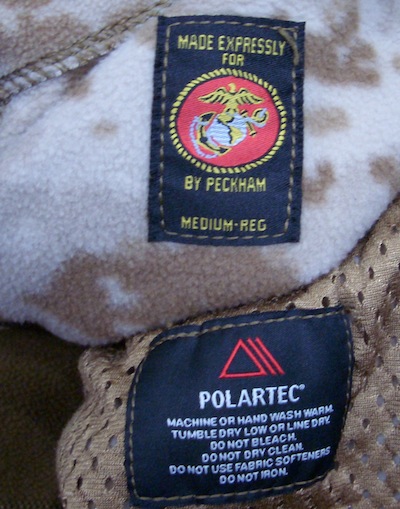 MADE EXPRESSLY
FOR
BY PECKHAM
MEDIUM-REG
POLARTEC®
MACHINE OR HAND WASH WARM.
TUMBLE DRY LOW OR LINE DRY.
DO NOT BLEACH.
DO NOT DRY CLEAN.
DO NOT USE FABRIC SOFTENERS
DO NOT IRON.